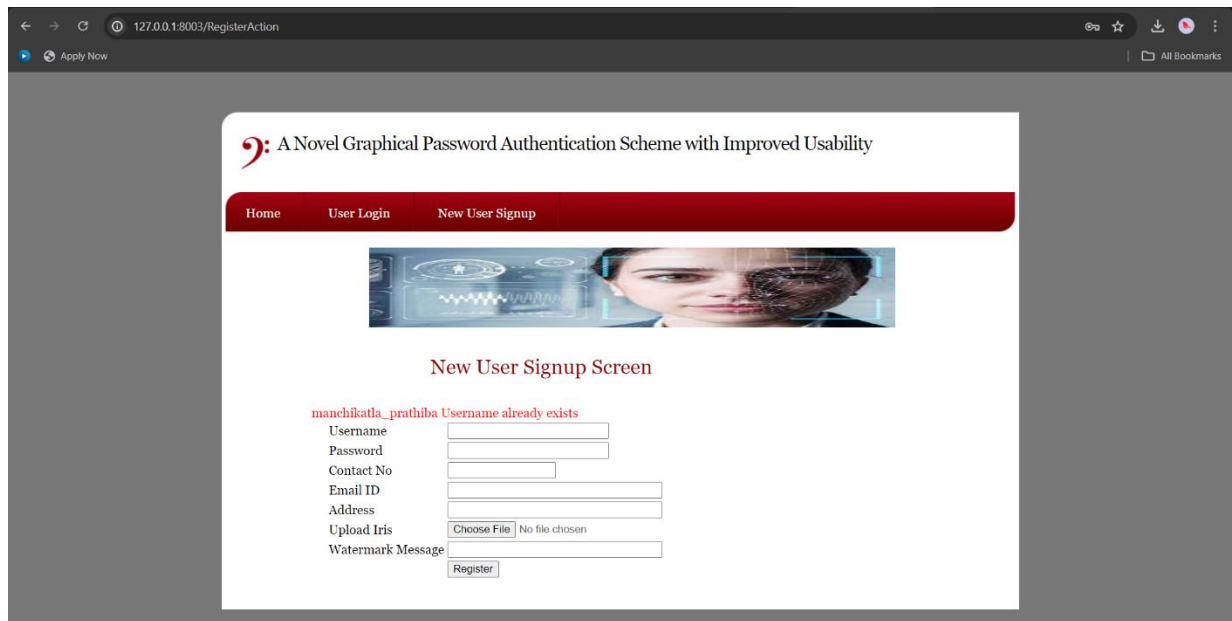 127.0.0.1:8003/RegisterAction
Apply Now
All Bookmarks
A Novel Graphical Password Authentication Scheme with Improved Usability
Home User Login New User Signup
New User Signup Screen
manchikatla_prathiba Username already exists
Username
Password
Contact No
Email ID
Address
Upload Iris Choose File No file chosen
Watermark Message
Register